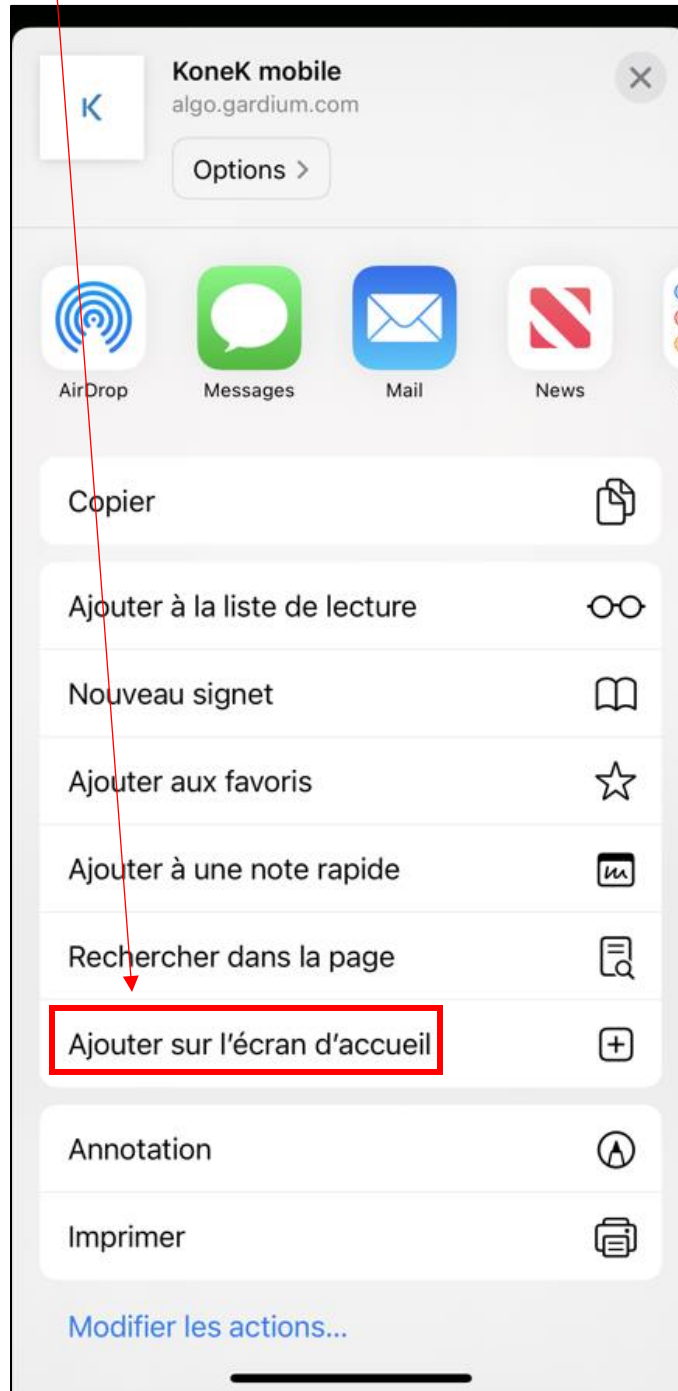 KoneK mobile
algo.gardium.com
K
Options >
AirDrop
Messages
Mail
News
Copier
Ajouter à la liste de lecture
Nouveau signet
Ajouter aux favoris
Ajouter à une note rapide
Rechercher dans la page
Ajouter sur l’écran d’accueil
Annotation
Imprimer
Modifier les actions...